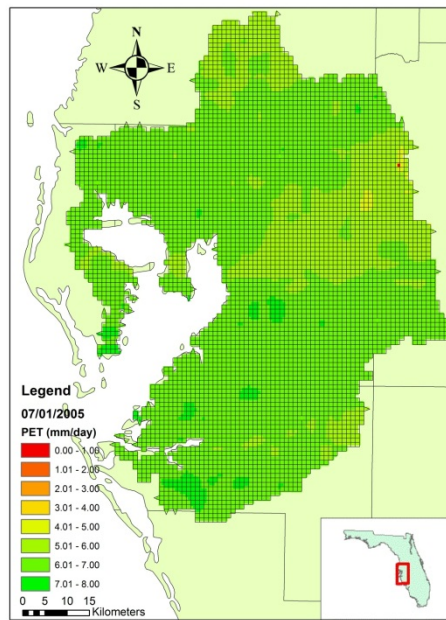 N
W E
S
Legend
07/01/2005
PET (mm/day)
0.00 - 1.00
1.01 - 2.00
2.01 - 3.00
3.01 - 4.00
4.01 - 5.00
5.01 - 6.00
6.01 - 7.00
7.01 - 8.00
0 5 10 15
Kilometers